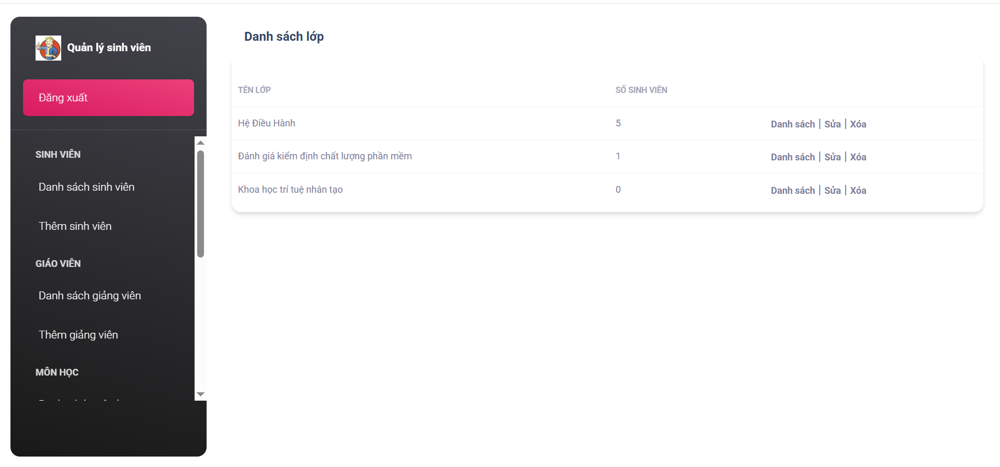 Quản lý sinh viên
Đăng xuất
SINH VIÊN
Danh sách sinh viên
Thêm sinh viên
GIÁO VIÊN
Danh sách giảng viên
Thêm giảng viên
MÔN HỌC
Danh sách lớp
TÊN LỚP SỐ SINH VIÊN
Hệ Điều Hành 5 Danh sách | Sửa | Xóa
Đánh giá kiểm định chất lượng phần mềm 1 Danh sách | Sửa | Xóa
Khoa học trí tuệ nhân tạo 0 Danh sách | Sửa | Xóa